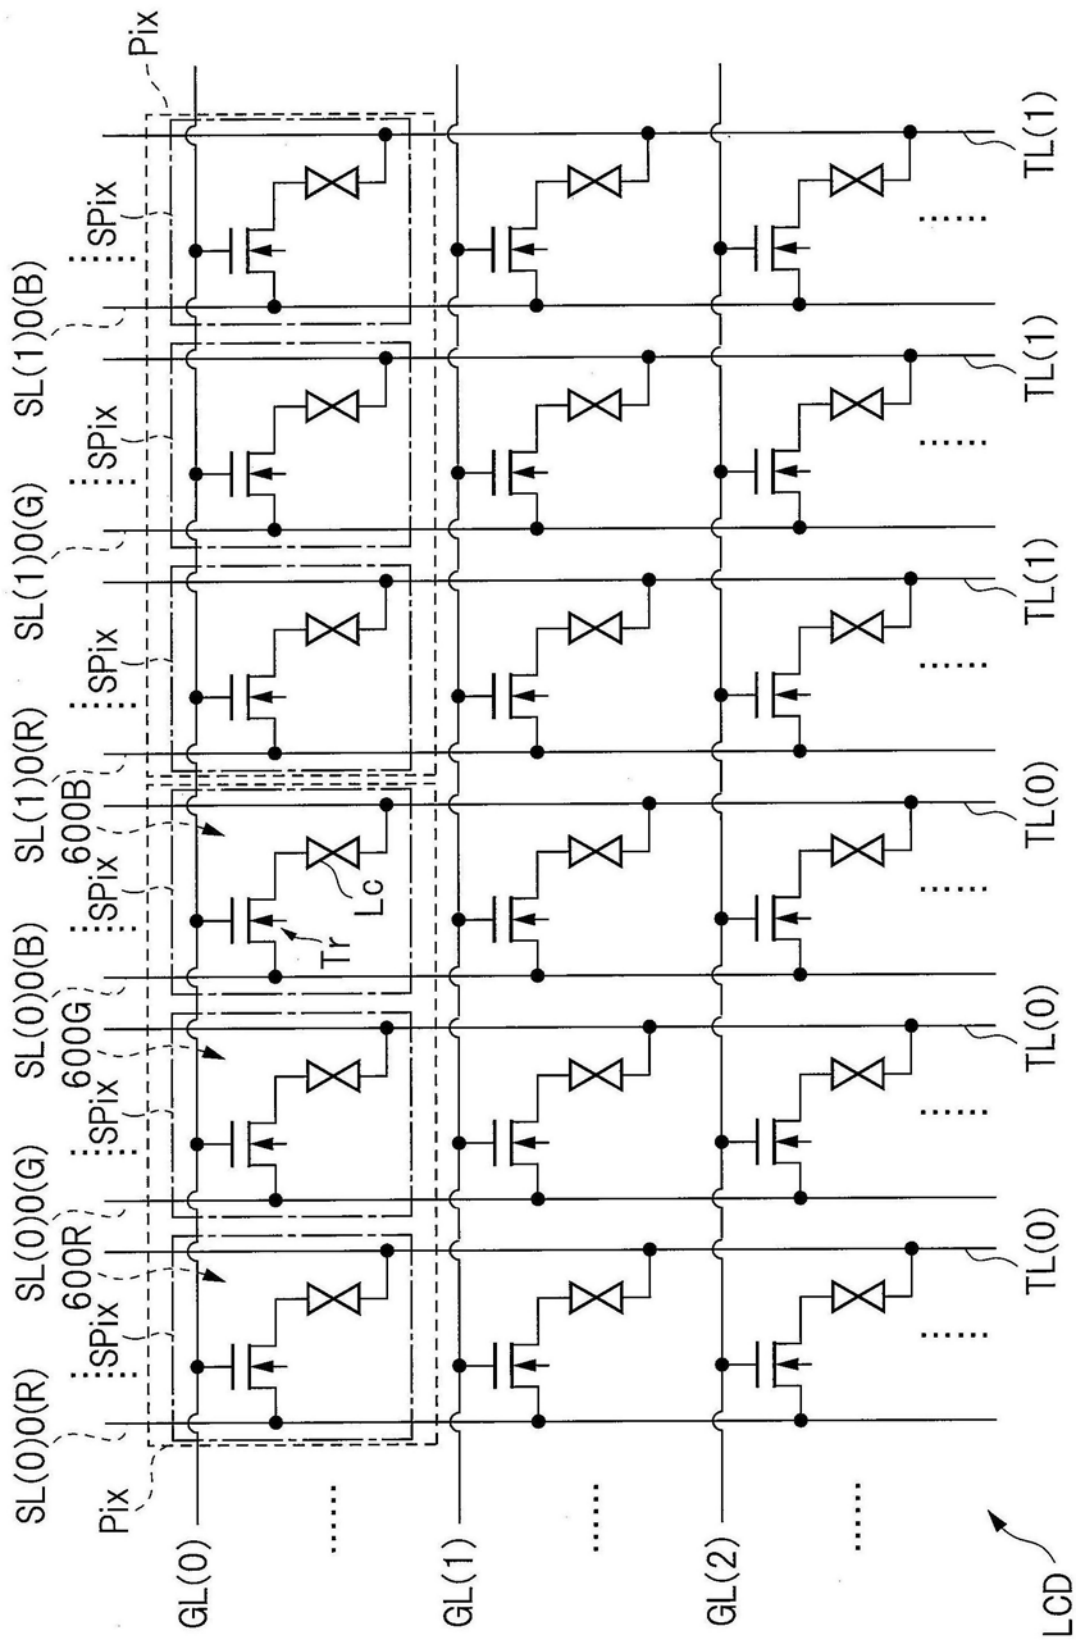 SL(0)0(R)
SL(0)0(G)
SL(0)0(B)
SL(1)0(R)
SL(1)0(G)
SL(1)0(B)
SPix
600R
SPix
600G
SPix
600B
SPix
SPix
SPix
Pix
Pix
GL(0)
Tr
Lc
GL(1)
GL(2)
TL(0)
TL(0)
TL(0)
TL(1)
TL(1)
TL(1)
LCD